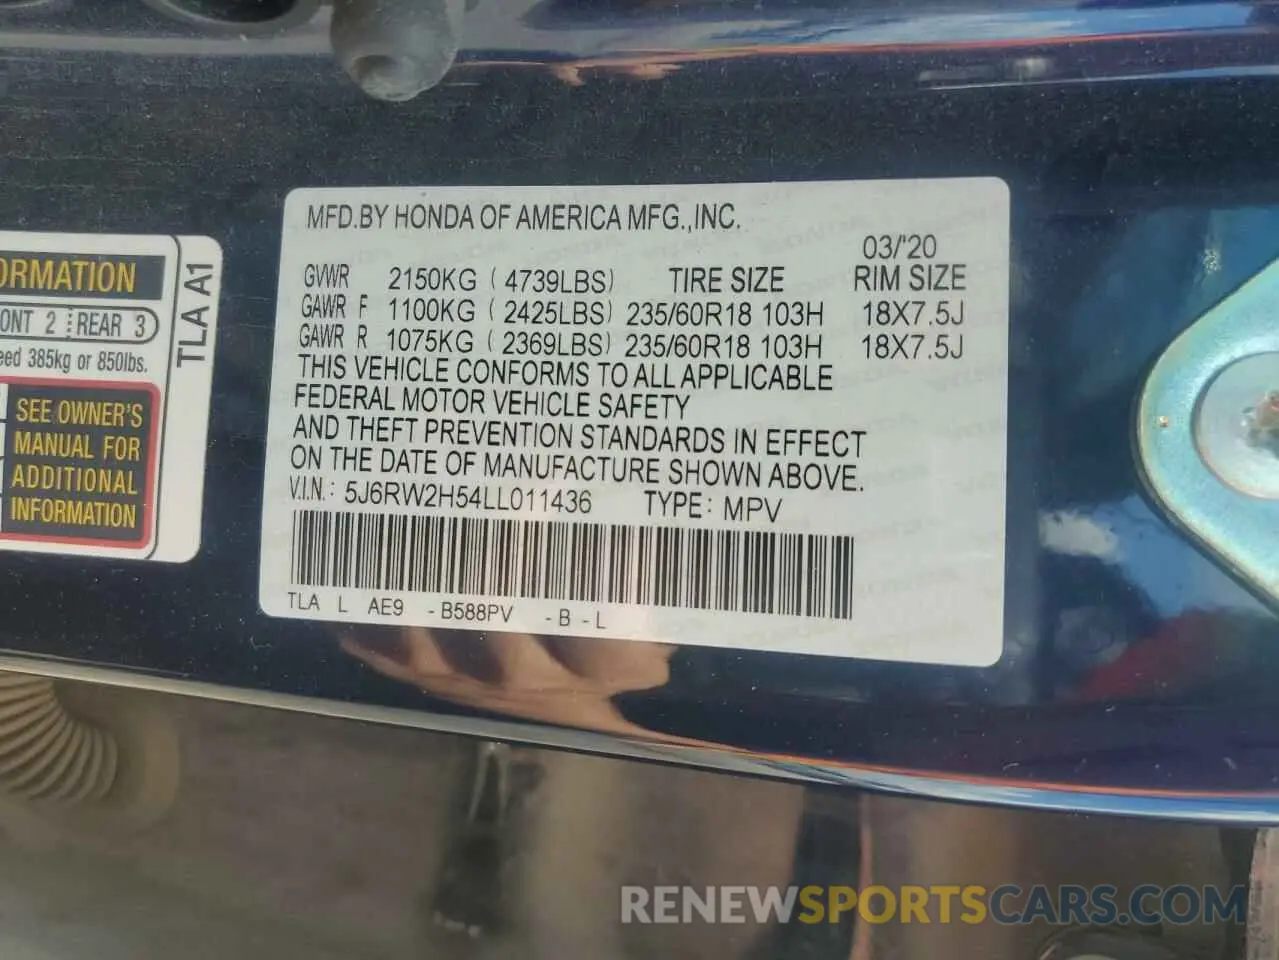 MFD.BY HONDA OF AMERICA MFG.,INC.
03/'20
GVWR 2150KG (4739LBS) TIRE SIZE RIM SIZE
GAWR F 1100KG (2425LBS) 235/60R18 103H 18X7.5J
GAWR R 1075KG (2369LBS) 235/60R18 103H 18X7.5J
THIS VEHICLE CONFORMS TO ALL APPLICABLE
FEDERAL MOTOR VEHICLE SAFETY
AND THEFT PREVENTION STANDARDS IN EFFECT
ON THE DATE OF MANUFACTURE SHOWN ABOVE.
V.I.N.: 5J6RW2H54LL011436 TYPE: MPV
TLA L AE9 -B588PV -B-L
ORMATION
ONT 2 REAR 3
eed 385kg or 850lbs.
SEE OWNER'S
MANUAL FOR
ADDITIONAL
INFORMATION
TLA A1
RENEWSPORTSCARS.COM